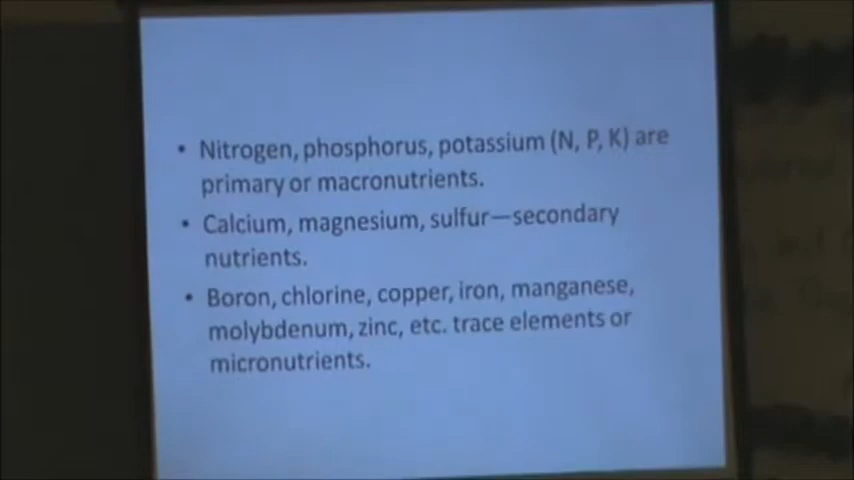 • Nitrogen, phosphorus, potassium (N, P, K) are
primary or macronutrients.
• Calcium, magnesium, sulfur—secondary
nutrients.
• Boron, chlorine, copper, iron, manganese,
molybdenum, zinc, etc. trace elements or
micronutrients.